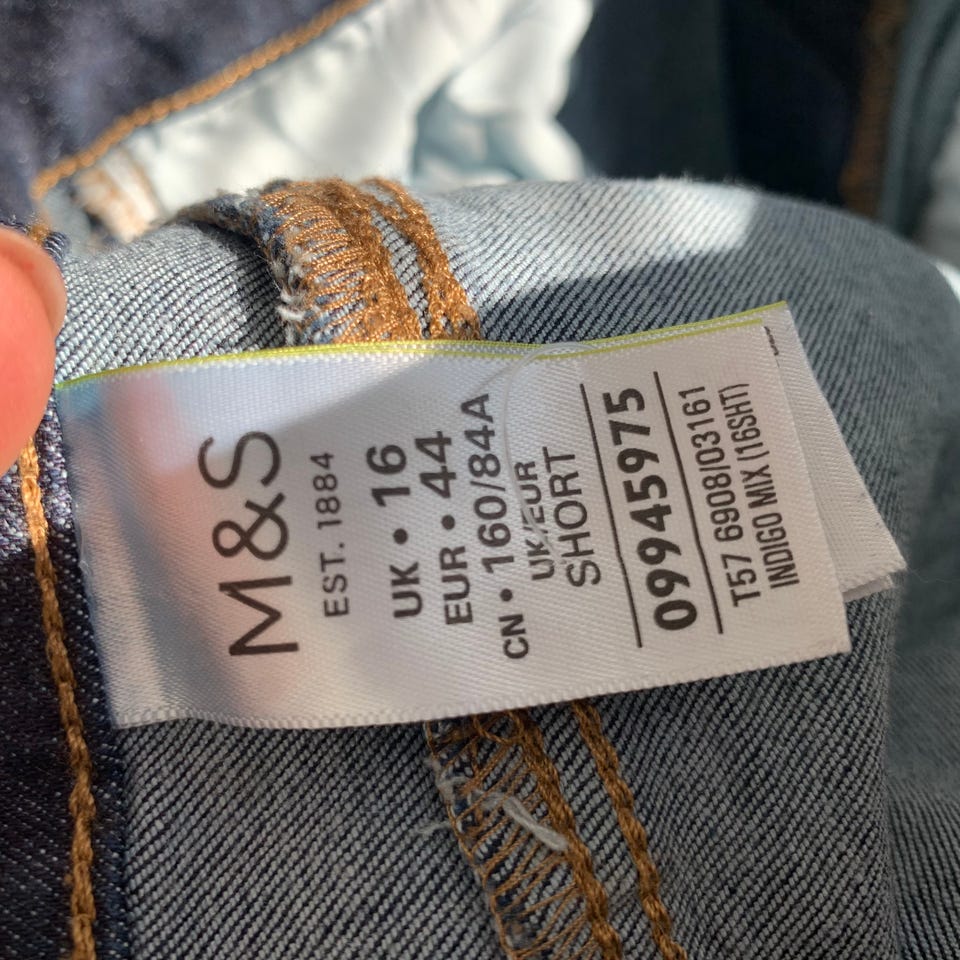 M&S
EST. 1884
UK • 16
EUR • 44
CN • 160/84A
UK/EUR
SHORT
09945975
T57 6908/03161
INDIGO MIX (16SHT)